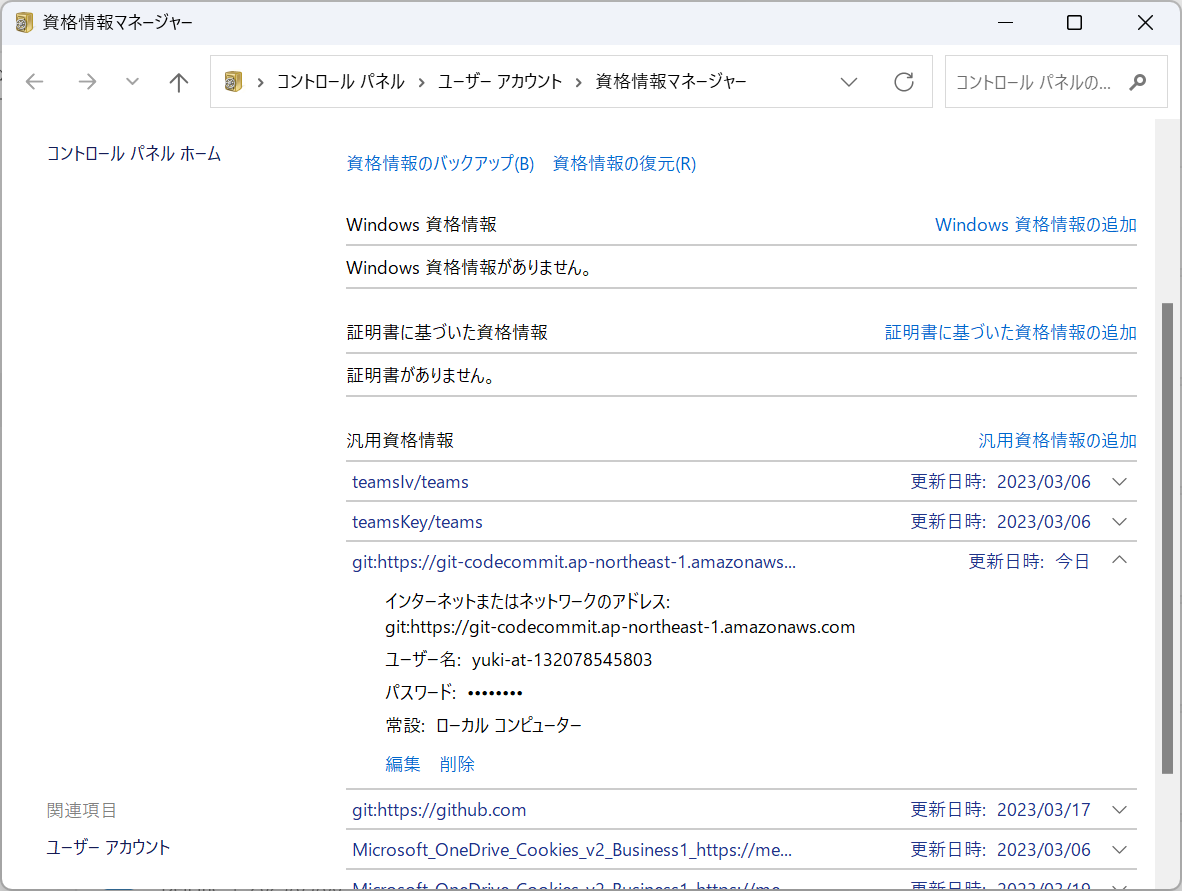 資格情報マネージャー
コントロール パネル › ユーザー アカウント › 資格情報マネージャー
コントロール パネルの...
コントロール パネル ホーム
資格情報のバックアップ(B) 資格情報の復元(R)
Windows 資格情報 Windows 資格情報の追加
Windows 資格情報がありません。
証明書に基づいた資格情報 証明書に基づいた資格情報の追加
証明書がありません。
汎用資格情報 汎用資格情報の追加
teamsIv/teams 更新日時: 2023/03/06
teamsKey/teams 更新日時: 2023/03/06
git:https://git-codecommit.ap-northeast-1.amazonaws... 更新日時: 今日
インターネットまたはネットワークのアドレス:
git:https://git-codecommit.ap-northeast-1.amazonaws.com
ユーザー名: yuki-at-132078545803
パスワード: ••••••••
常設: ローカル コンピューター
編集 削除
git:https://github.com 更新日時: 2023/03/17
Microsoft_OneDrive_Cookies_v2_Business1_https://me... 更新日時: 2023/03/06
Microsoft_OneDrive_Cookies_v2_Business1_https://me... 更新日時: 2023/03/19
関連項目
ユーザー アカウント